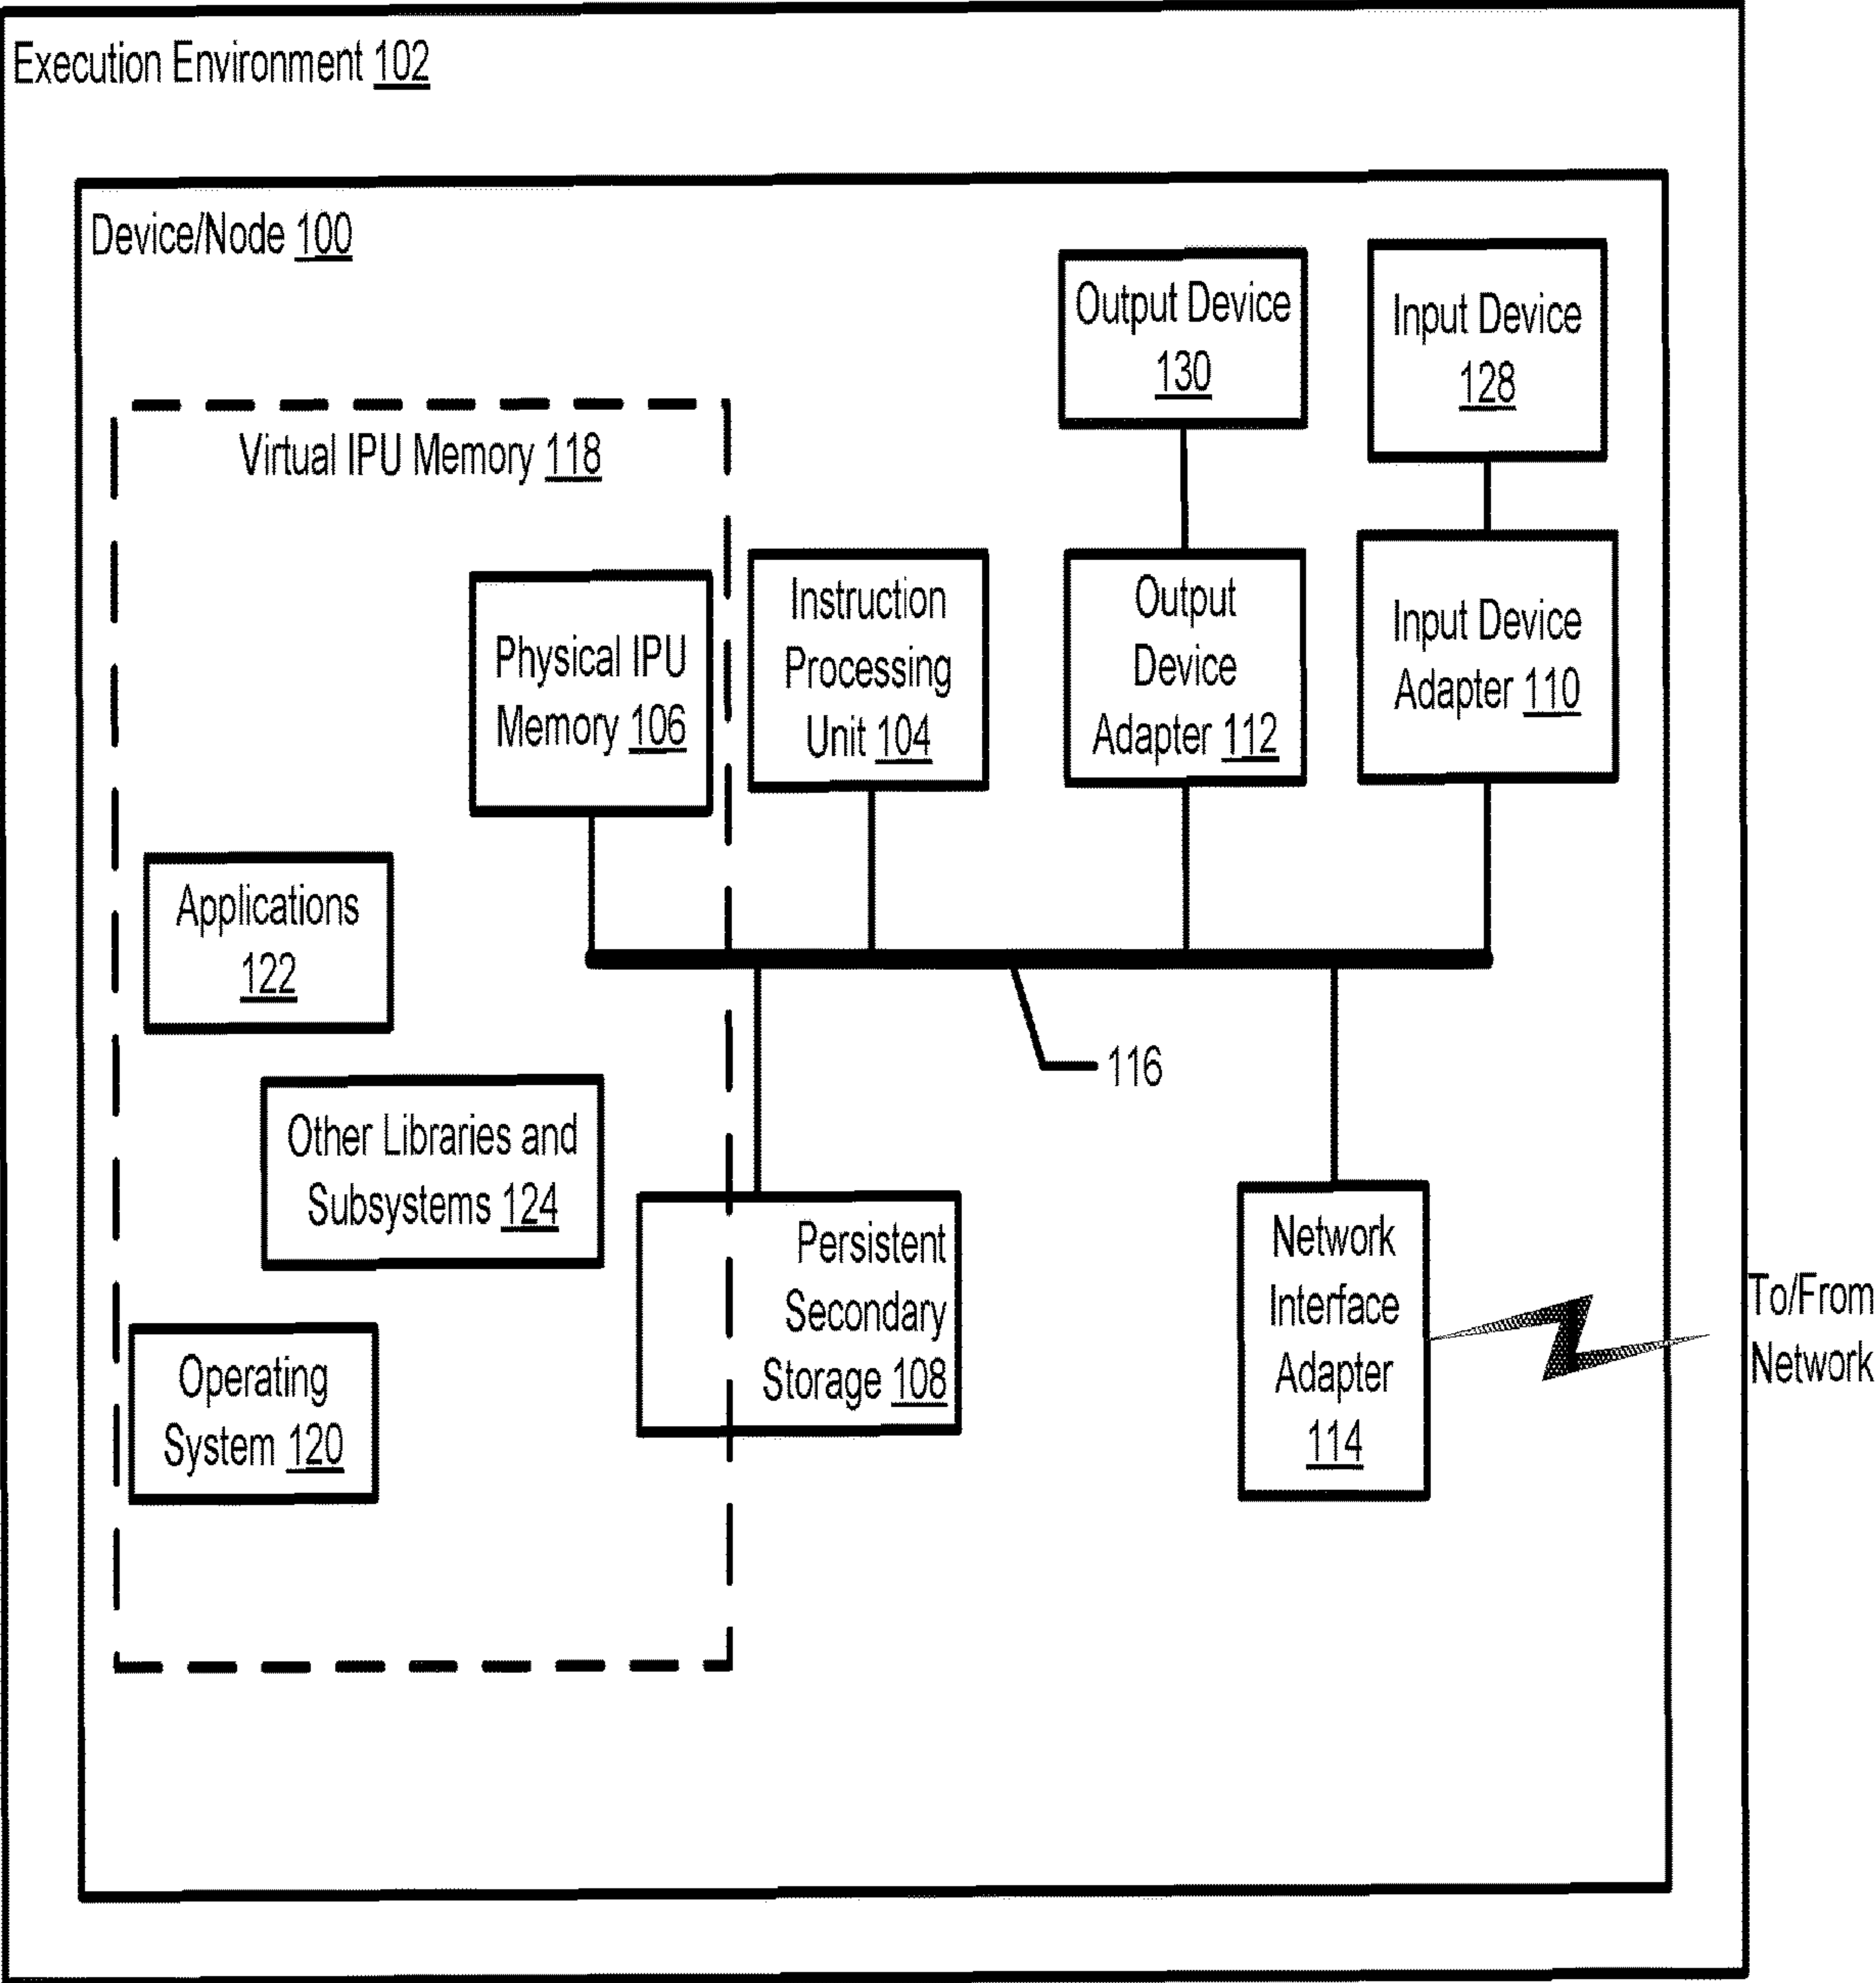 Execution Environment 102
Device/Node 100
Output Device
130
Input Device
128
Virtual IPU Memory 118
Physical IPU
Memory 106
Instruction
Processing
Unit 104
Output
Device
Adapter 112
Input Device
Adapter 110
Applications
122
116
Other Libraries and
Subsystems 124
Persistent
Secondary
Storage 108
Network
Interface
Adapter
114
To/From
Network
Operating
System 120